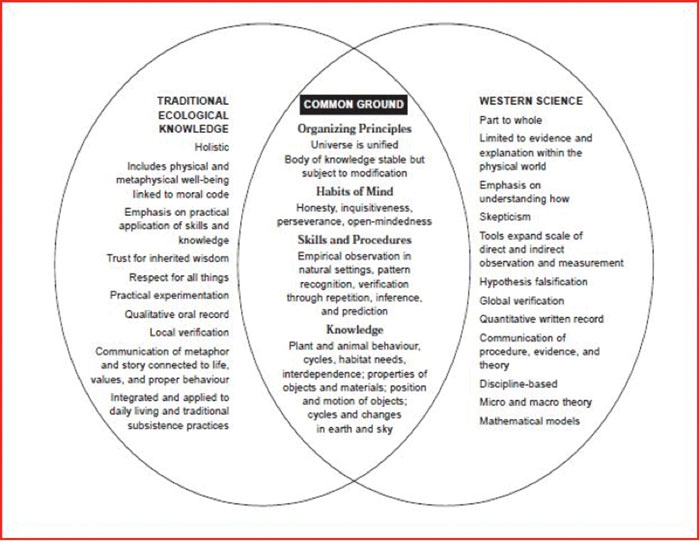 TRADITIONAL
ECOLOGICAL
KNOWLEDGE
Holistic
Includes physical and
metaphysical well-being
linked to moral code
Emphasis on practical
application of skills and
knowledge
Trust for inherited wisdom
Respect for all things
Practical experimentation
Qualitative oral record
Local verification
Communication of metaphor
and story connected to life,
values, and proper behaviour
Integrated and applied to
daily living and traditional
subsistence practices
COMMON GROUND
Organizing Principles
Universe is unified
Body of knowledge stable but
subject to modification
Habits of Mind
Honesty, inquisitiveness,
perseverance, open-mindedness
Skills and Procedures
Empirical observation in
natural settings, pattern
recognition, verification
through repetition, inference,
and prediction
Knowledge
Plant and animal behaviour,
cycles, habitat needs,
interdependence; properties of
objects and materials; position
and motion of objects;
cycles and changes
in earth and sky
WESTERN SCIENCE
Part to whole
Limited to evidence and
explanation within the
physical world
Emphasis on
understanding how
Skepticism
Tools expand scale of
direct and indirect
observation and measurement
Hypothesis falsification
Global verification
Quantitative written record
Communication of
procedure, evidence, and
theory
Discipline-based
Micro and macro theory
Mathematical models